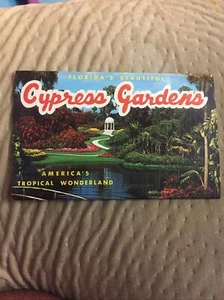 FLORIDA'S BEAUTIFUL
Cypress Gardens
AMERICA'S
TROPICAL WONDERLAND